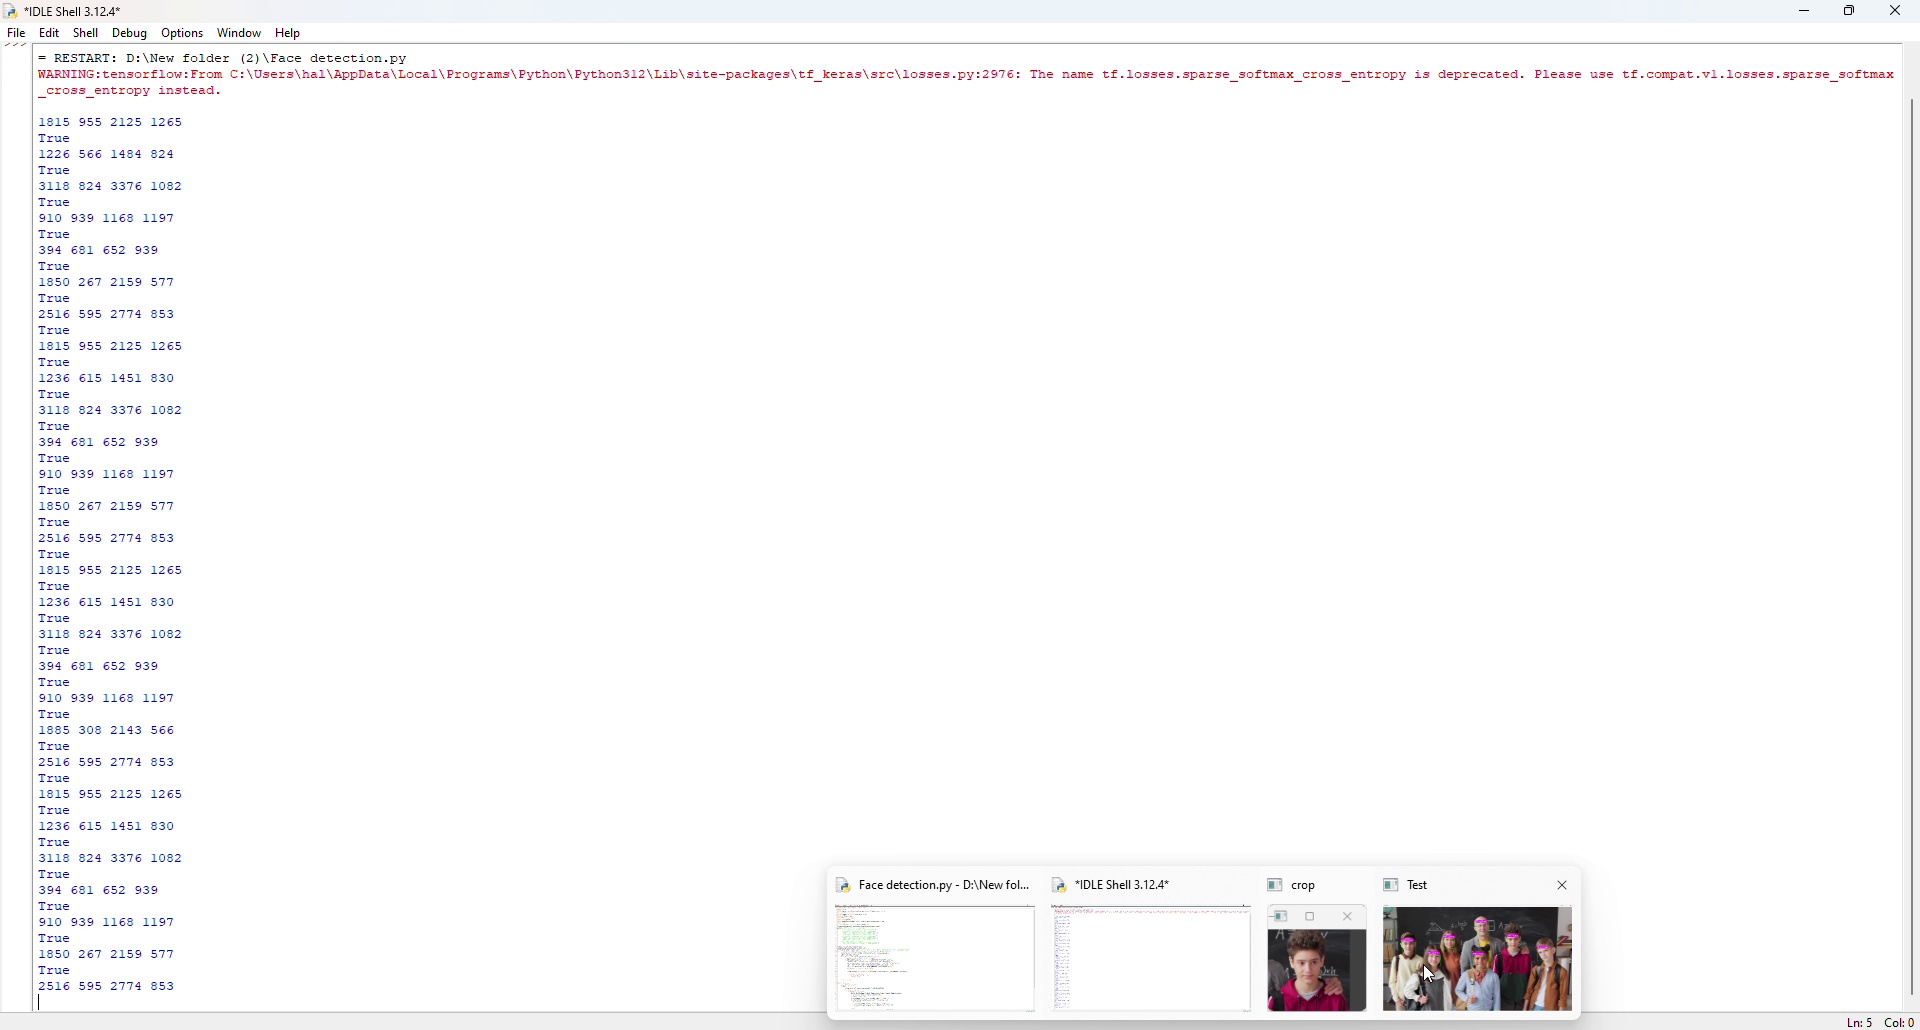 *IDLE Shell 3.12.4*
File Edit Shell Debug Options Window Help
>>>
= RESTART: D:\New folder (2)\Face detection.py
WARNING:tensorflow:From C:\Users\hal\AppData\Local\Programs\Python\Python312\Lib\site-packages\tf_keras\src\losses.py:2976: The name tf.losses.sparse_softmax_cross_entropy is deprecated. Please use tf.compat.v1.losses.sparse_softmax
_cross_entropy instead.
1815 955 2125 1265
True
1226 566 1484 824
True
3118 824 3376 1082
True
910 939 1168 1197
True
394 681 652 939
True
1850 267 2159 577
True
2516 595 2774 853
True
1815 955 2125 1265
True
1236 615 1451 830
True
3118 824 3376 1082
True
394 681 652 939
True
910 939 1168 1197
True
1850 267 2159 577
True
2516 595 2774 853
True
1815 955 2125 1265
True
1236 615 1451 830
True
3118 824 3376 1082
True
394 681 652 939
True
910 939 1168 1197
True
1885 308 2143 566
True
2516 595 2774 853
True
1815 955 2125 1265
True
1236 615 1451 830
True
3118 824 3376 1082
True
394 681 652 939
True
910 939 1168 1197
True
1850 267 2159 577
True
2516 595 2774 853
Face detection.py - D:\New fol...
*IDLE Shell 3.12.4*
crop
Test
Ln: 5 Col: 0